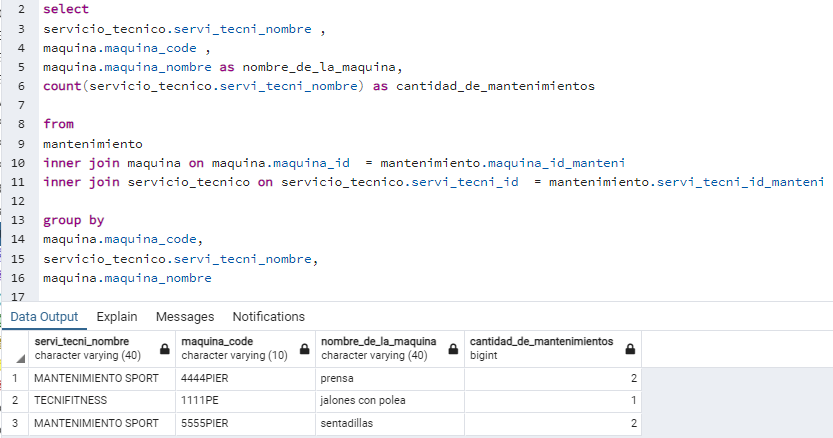 2 select
3 servicio_tecnico.servi_tecni_nombre ,
4 maquina.maquina_code ,
5 maquina.maquina_nombre as nombre_de_la_maquina,
6 count(servicio_tecnico.servi_tecni_nombre) as cantidad_de_mantenimientos
7
8 from
9 mantenimiento
10 inner join maquina on maquina.maquina_id  = mantenimiento.maquina_id_manteni
11 inner join servicio_tecnico on servicio_tecnico.servi_tecni_id  = mantenimiento.servi_tecni_id_manteni
12
13 group by
14 maquina.maquina_code,
15 servicio_tecnico.servi_tecni_nombre,
16 maquina.maquina_nombre
17
Data Output Explain Messages Notifications
servi_tecni_nombre maquina_code nombre_de_la_maquina cantidad_de_mantenimientos
character varying (40) character varying (10) character varying (40) bigint
1 MANTENIMIENTO SPORT 4444PIER prensa 2
2 TECNIFITNESS 1111PE jalones con polea 1
3 MANTENIMIENTO SPORT 5555PIER sentadillas 2